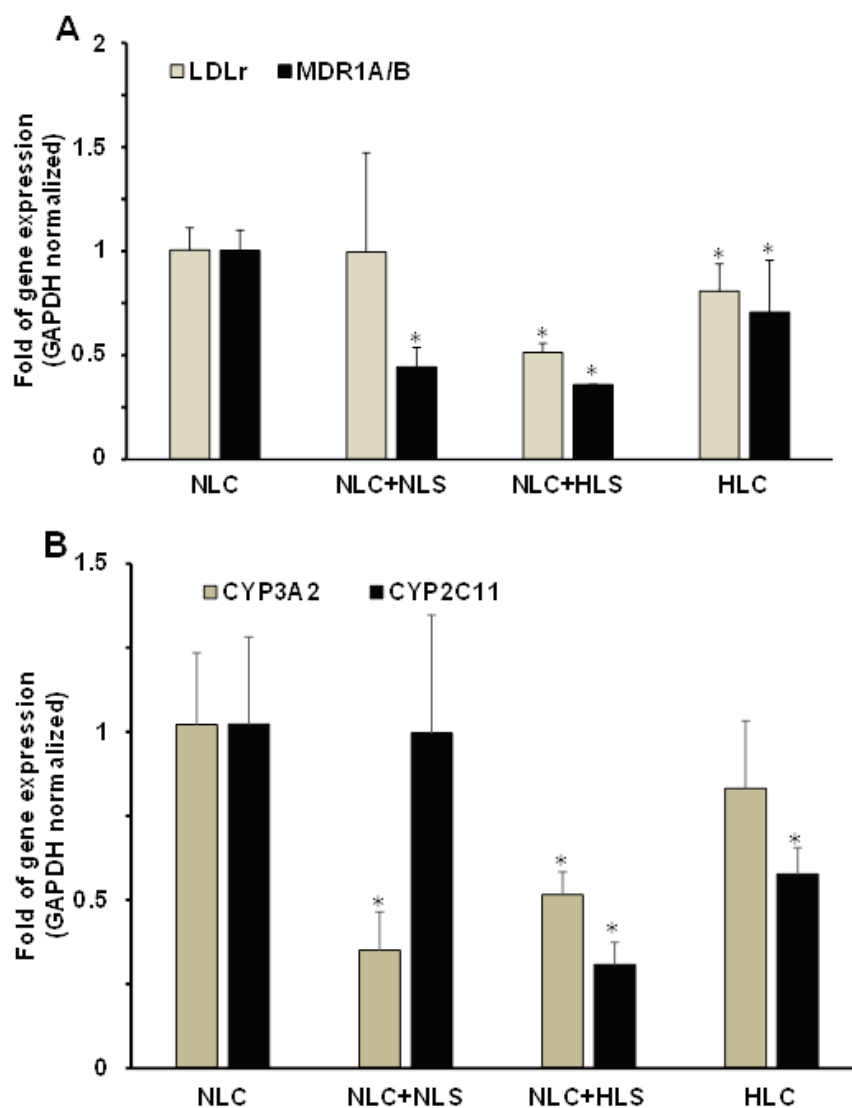 A
2
LDLr MDR1A/B
1.5
1
0.5
0
Fold of gene expression
(GAPDH normalized)
* * * * *
NLC NLC+NLS NLC+HLS HLC
B
1.5
CYP3A2 CYP2C11
1
0.5
0
Fold of gene expression
(GAPDH normalized)
* * * *
NLC NLC+NLS NLC+HLS HLC